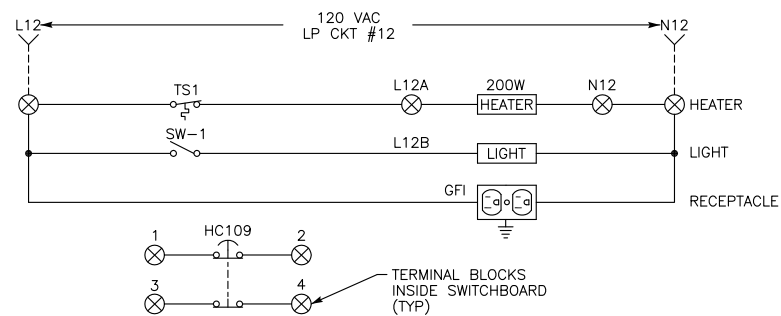 120 VAC
LP CKT #12
L12
N12
TS1
L12A
200W
HEATER
N12
HEATER
SW-1
L12B
LIGHT
LIGHT
GFI
RECEPTACLE
1
HC109
2
3
4
TERMINAL BLOCKS
INSIDE SWITCHBOARD
(TYP)